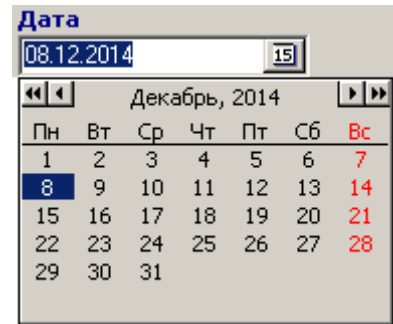 Дата
08.12.2014 15
Декабрь, 2014
Пн Вт Ср Чт Пт Сб Вс
1 2 3 4 5 6 7
8 9 10 11 12 13 14
15 16 17 18 19 20 21
22 23 24 25 26 27 28
29 30 31